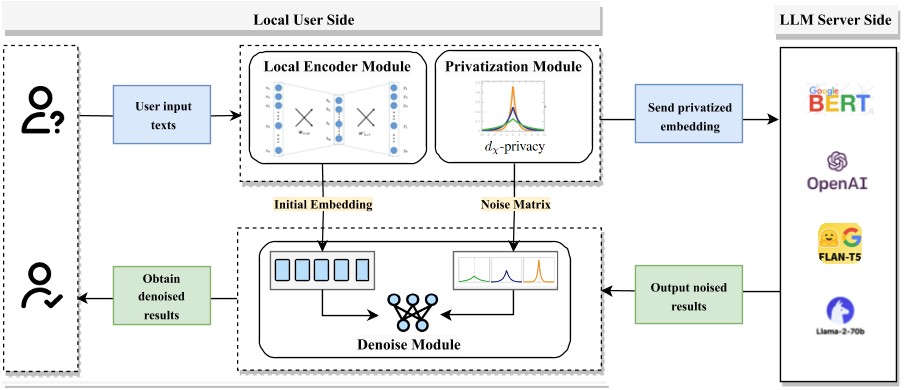 Local User Side
LLM Server Side
Local Encoder Module
Privatization Module
User input
texts
Send privatized
embedding
d_X-privacy
Google
BERT
OpenAI
FLAN-T5
Llama-2-70b
Initial Embedding
Noise Matrix
Obtain
denoised
results
Output noised
results
Denoise Module